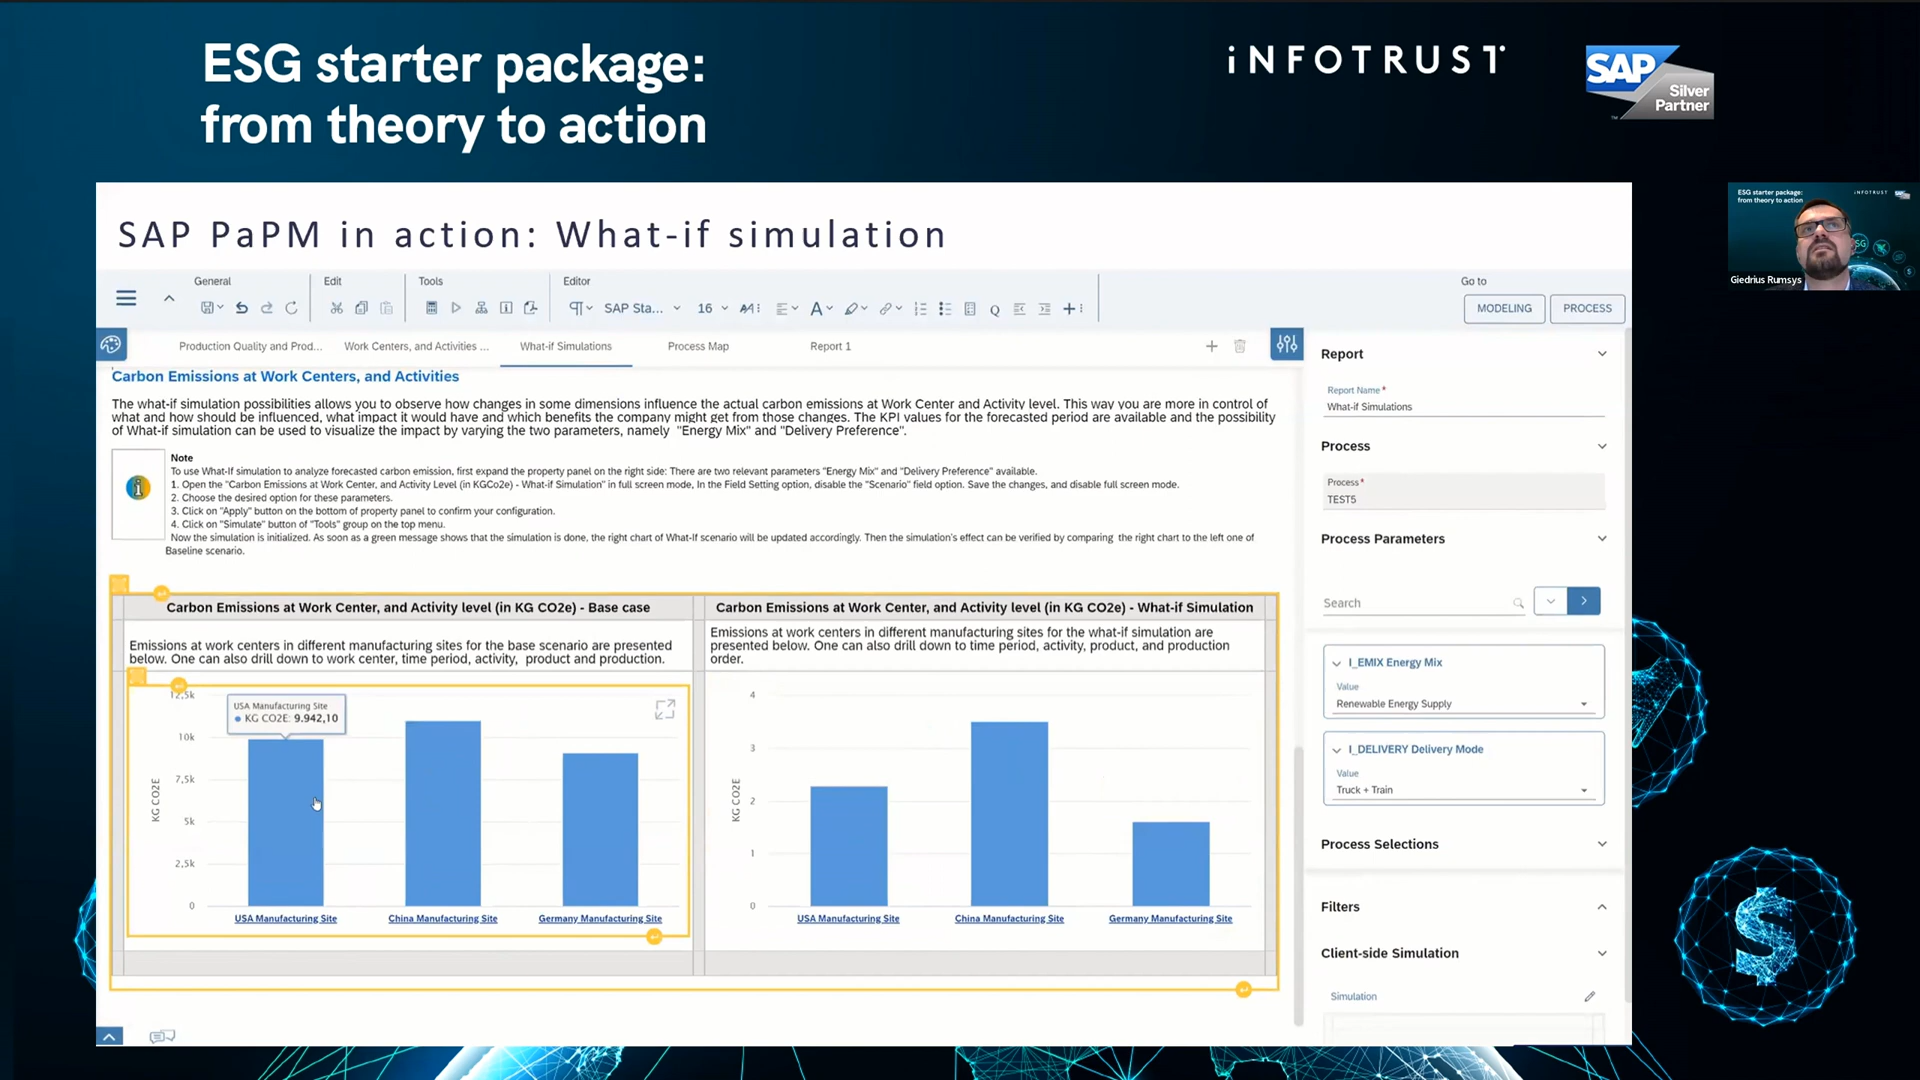 ESG starter package:
from theory to action
INFOTRUST
SAP
Silver
Partner
ESG starter package:
from theory to action
INFOTRUST
Giedrius Rumsys
SAP PaPM in action: What-if simulation
General
Edit
Tools
Editor
Go to
SAP Sta...
16
MODELING
PROCESS
Production Quality and Prod...
Work Centers, and Activities ...
What-if Simulations
Process Map
Report 1
Carbon Emissions at Work Centers, and Activities
The what-if simulation possibilities allows you to observe how changes in some dimensions influence the actual carbon emissions at Work Center and Activity level. This way you are more in control of
what and how should be influenced, what impact it would have and which benefits the company might get from those changes. The KPI values for the forecasted period are available and the possibility
of What-if simulation can be used to visualize the impact by varying the two parameters, namely "Energy Mix" and "Delivery Preference".
Note
To use What-If simulation to analyze forecasted carbon emission, first expand the property panel on the right side: There are two relevant parameters "Energy Mix" and "Delivery Preference" available.
1. Open the "Carbon Emissions at Work Center, and Activity Level (in KGCo2e) - What-if Simulation" in full screen mode, In the Field Setting option, disable the "Scenario" field option. Save the changes, and disable full screen mode.
2. Choose the desired option for these parameters.
3. Click on "Apply" button on the bottom of property panel to confirm your configuration.
4. Click on "Simulate" button of "Tools" group on the top menu.
Now the simulation is initialized. As soon as a green message shows that the simulation is done, the right chart of What-If scenario will be updated accordingly. Then the simulation's effect can be verified by comparing the right chart to the left one of
Baseline scenario.
Carbon Emissions at Work Center, and Activity level (in KG CO2e) - Base case
Emissions at work centers in different manufacturing sites for the base scenario are presented
below. One can also drill down to work center, time period, activity, product and production.
12,5k
10k
7,5k
5k
2,5k
0
KG CO2E
USA Manufacturing Site
KG CO2E: 9.942,10
USA Manufacturing Site
China Manufacturing Site
Germany Manufacturing Site
Carbon Emissions at Work Center, and Activity level (in KG CO2e) - What-if Simulation
Emissions at work centers in different manufacturing sites for the what-if simulation are
presented below. One can also drill down to time period, activity, product, and production
order.
4
3
2
1
0
KG CO2E
USA Manufacturing Site
China Manufacturing Site
Germany Manufacturing Site
Report
Report Name *
What-if Simulations
Process
Process *
TEST5
Process Parameters
Search
I_EMIX Energy Mix
Value
Renewable Energy Supply
I_DELIVERY Delivery Mode
Value
Truck + Train
Process Selections
Filters
Client-side Simulation
Simulation